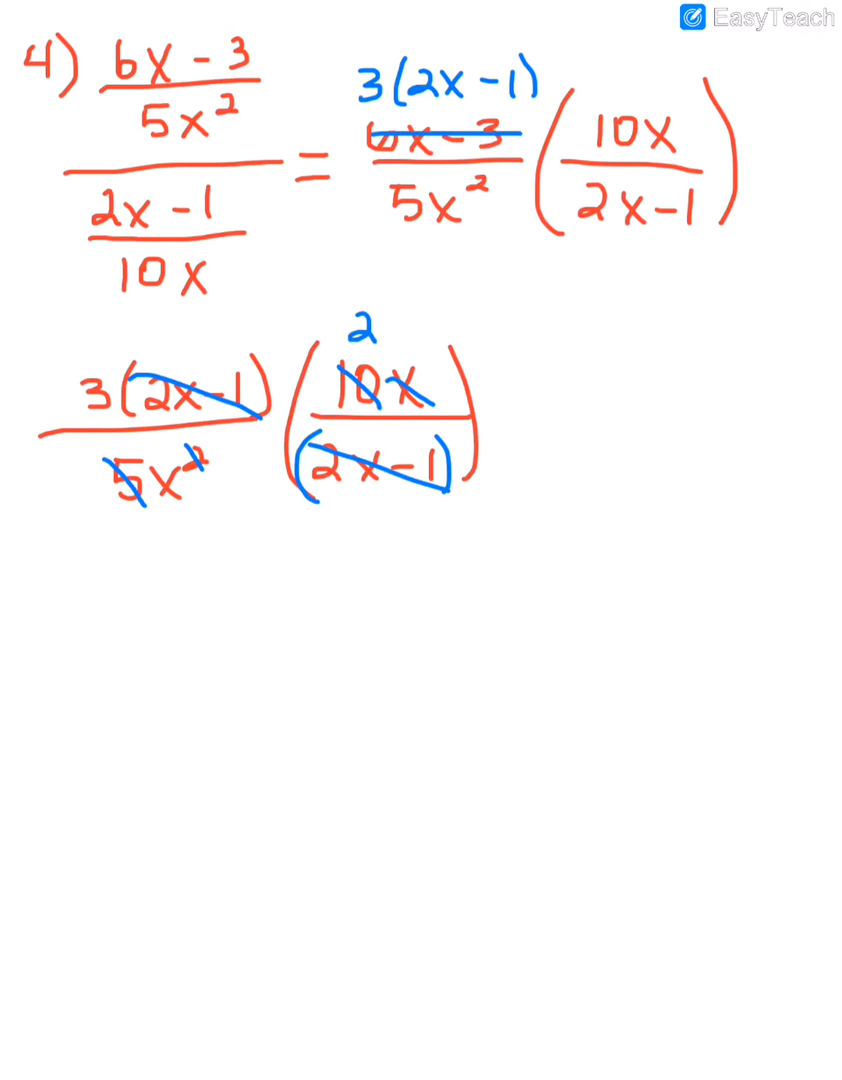 EasyTeach
4) (6x - 3)/(5x²) / (2x - 1)/(10x) = 3(2x - 1) 6x - 3/(5x²) (10x/(2x - 1))
2
3(2x - 1)/(5x²) (10x/(2x - 1))